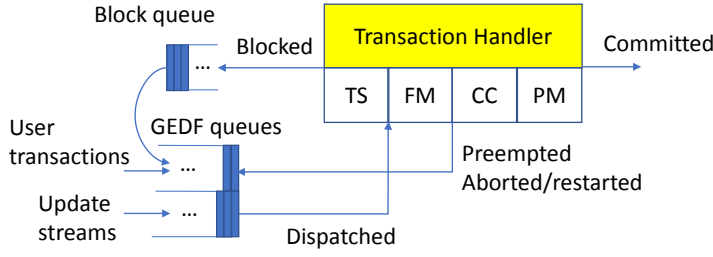 Block queue
...
Blocked
Transaction Handler
Committed
TS FM CC PM
User
transactions
GEDF queues
...
Preempted
Aborted/restarted
Update
streams
...
Dispatched